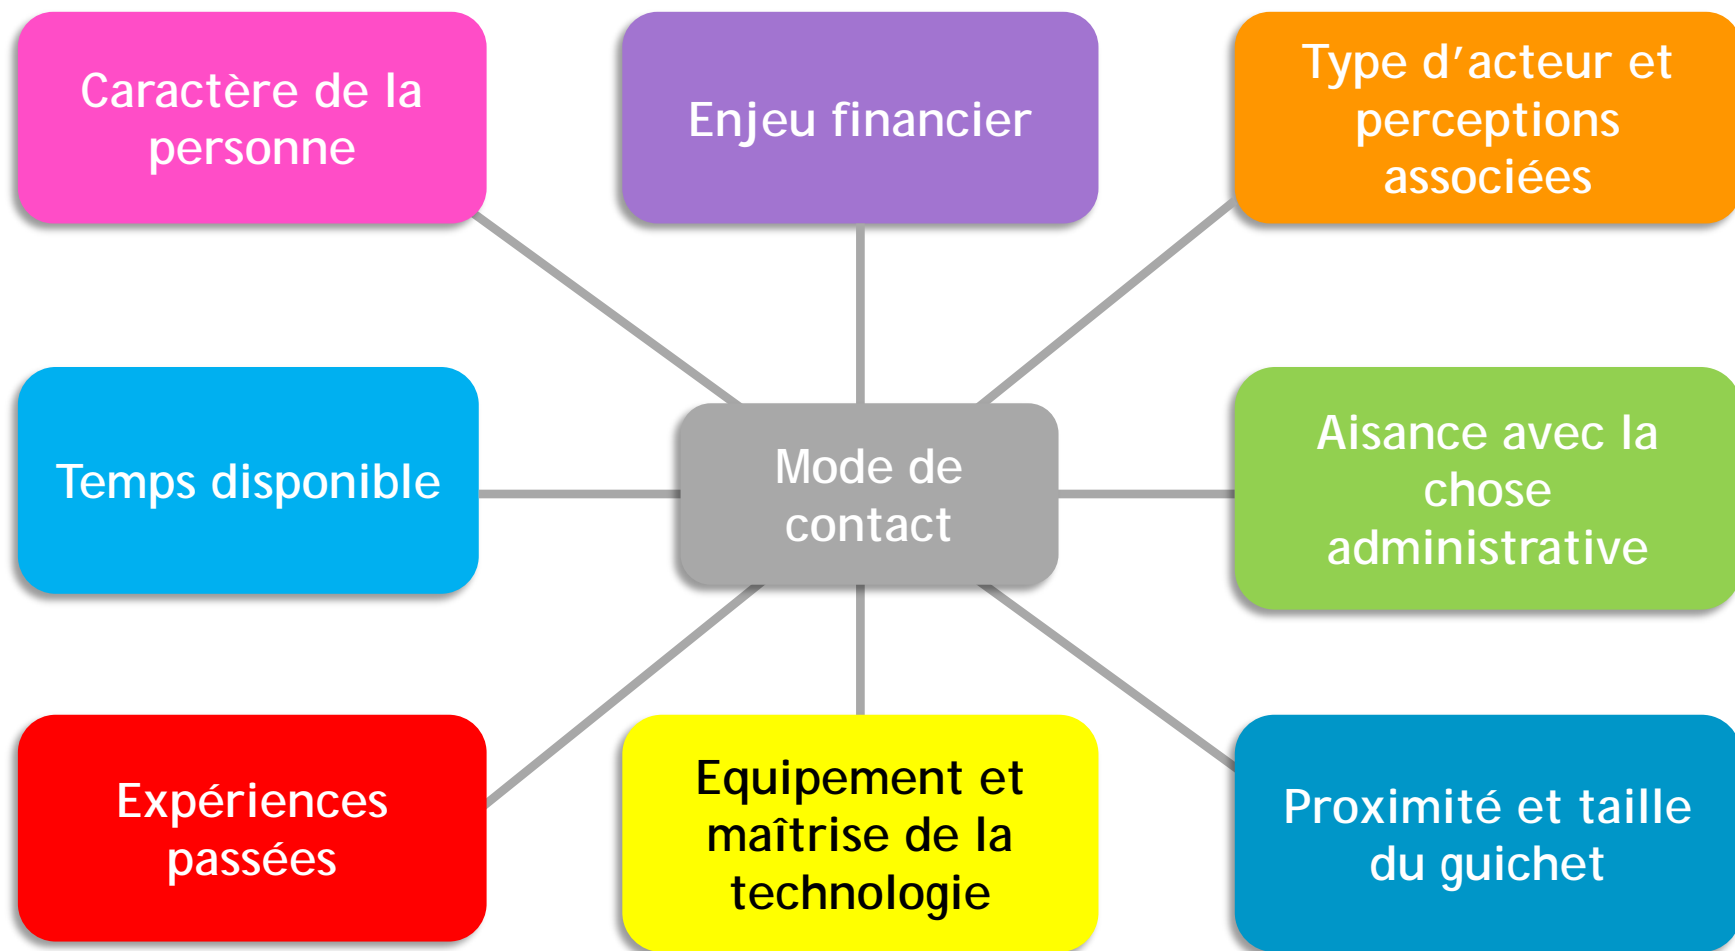 Caractère de la
personne
Enjeu financier
Type d'acteur et
perceptions
associées
Temps disponible
Mode de
contact
Aisance avec la
chose
administrative
Expériences
passées
Equipement et
maîtrise de la
technologie
Proximité et taille
du guichet